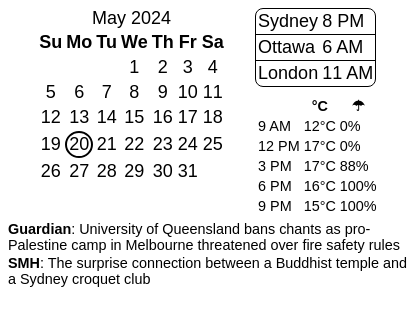 May 2024
Su Mo Tu We Th Fr Sa
1 2 3 4
5 6 7 8 9 10 11
12 13 14 15 16 17 18
19 20 21 22 23 24 25
26 27 28 29 30 31
Sydney 8 PM
Ottawa 6 AM
London 11 AM
°C ☂
9 AM 12°C 0%
12 PM 17°C 0%
3 PM 17°C 88%
6 PM 16°C 100%
9 PM 15°C 100%
Guardian: University of Queensland bans chants as pro-
Palestine camp in Melbourne threatened over fire safety rules
SMH: The surprise connection between a Buddhist temple and
a Sydney croquet club